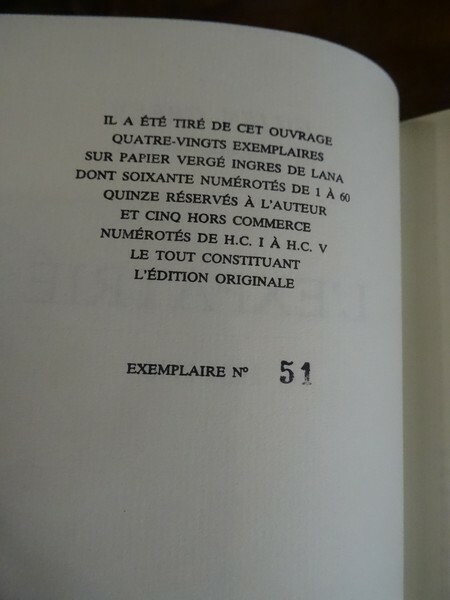 IL A ÉTÉ TIRÉ DE CET OUVRAGE
QUATRE-VINGTS EXEMPLAIRES
SUR PAPIER VERGÉ INGRES DE LANA
DONT SOIXANTE NUMÉROTÉS DE 1 À 60
QUINZE RÉSERVÉS À L'AUTEUR
ET CINQ HORS COMMERCE
NUMÉROTÉS DE H.C. I À H.C. V
LE TOUT CONSTITUANT
L'ÉDITION ORIGINALE
EXEMPLAIRE Nº 51